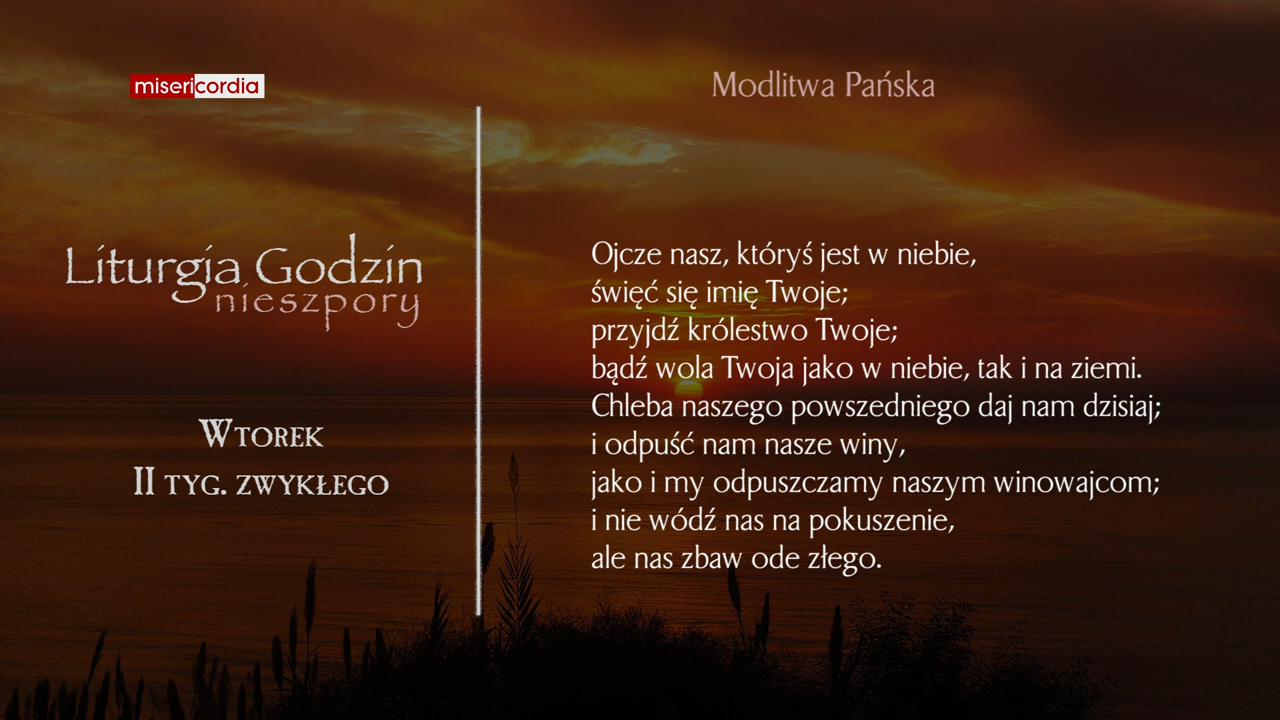 misericordia
Liturgia Godzin
nieszpory
Wtorek
II tyg. zwykłego
Modlitwa Pańska
Ojcze nasz, któryś jest w niebie,
święć się imię Twoje;
przyjdź królestwo Twoje;
bądź wola Twoja jako w niebie, tak i na ziemi.
Chleba naszego powszedniego daj nam dzisiaj;
i odpuść nam nasze winy,
jako i my odpuszczamy naszym winowajcom;
i nie wódź nas na pokuszenie,
ale nas zbaw ode złego.